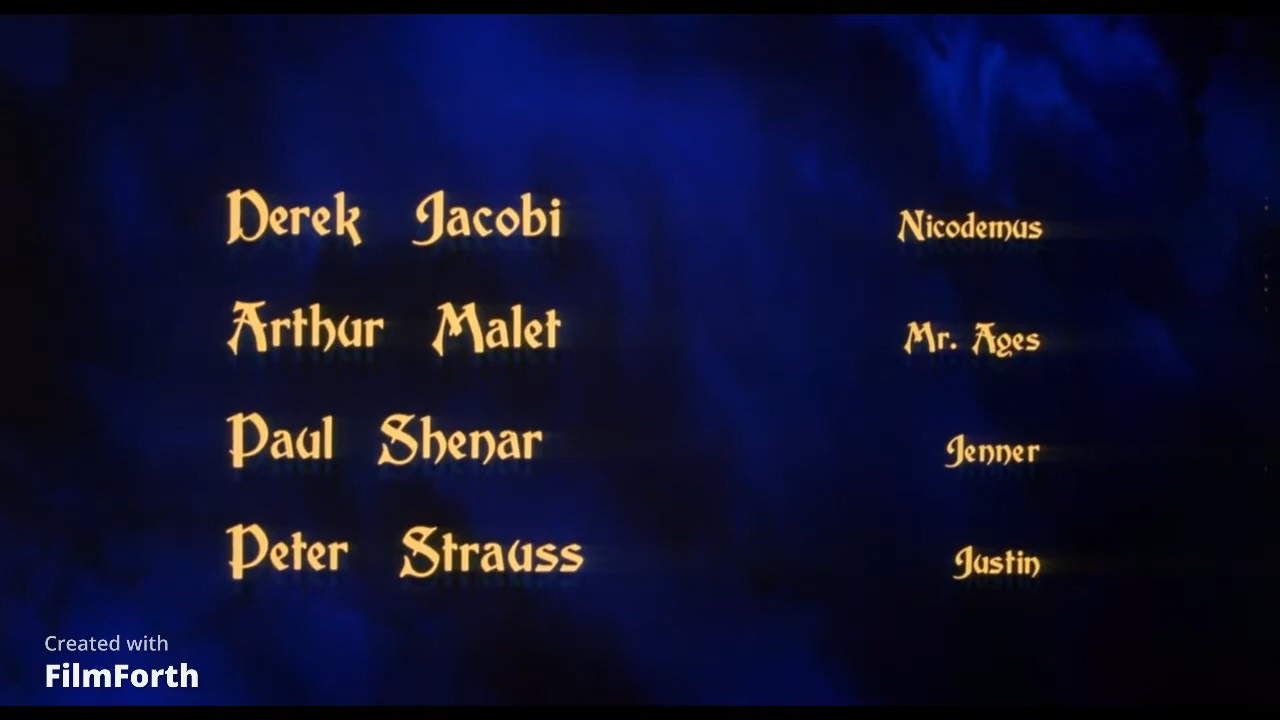 Derek Jacobi Nicodemus
Arthur Malet Mr. Ages
Paul Shenar Jenner
Peter Strauss Justin
Created with
FilmForth